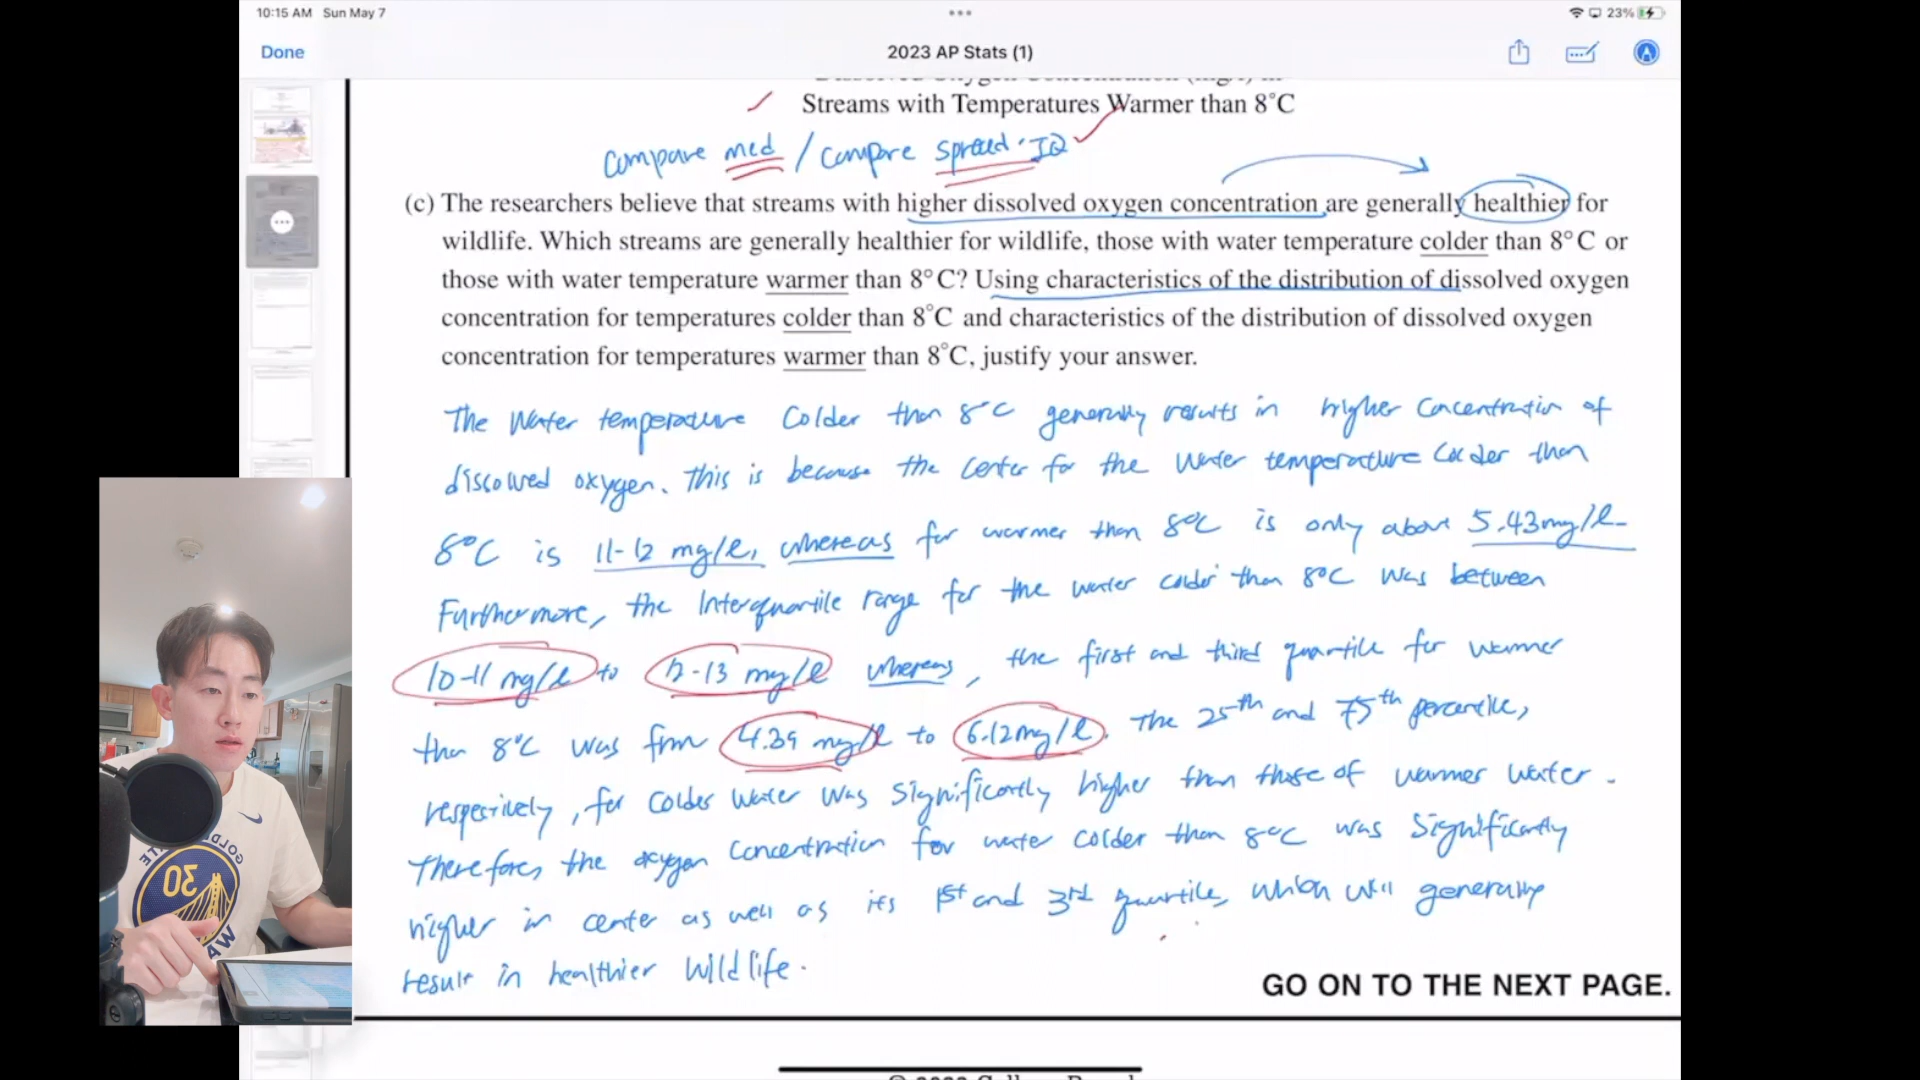 10:15 AM Sun May 7
23%
Done
2023 AP Stats (1)
Streams with Temperatures Warmer than 8°C
Compare med / Compare spread · IQ
(c) The researchers believe that streams with higher dissolved oxygen concentration are generally healthier for
wildlife. Which streams are generally healthier for wildlife, those with water temperature colder than 8°C or
those with water temperature warmer than 8°C? Using characteristics of the distribution of dissolved oxygen
concentration for temperatures colder than 8°C and characteristics of the distribution of dissolved oxygen
concentration for temperatures warmer than 8°C, justify your answer.
The Water temperature Colder than 8°C generally results in higher Concentration of
oxygen. This is because the center for the Water temperature Colder than
8°C is 11-12 mg/l, whereas for warmer than 8°C is only above 5.43mg/l.
Furthermore, the Interquartile range for the water colder than 8°C was between
10-11 mg/l to 12-13 mg/l whereas, the first and third quartile for warmer
than 8°C was from 4.39 mg/l to 6.12mg/l. The 25th and 75th percentile,
respectively, for Colder Water was Significantly higher than those of warmer water.
Therefore, the oxygen Concentration for water colder than 8°C was Significantly
higher in center as well as its 1st and 3rd quartile, which will generally
result in healthier Wildlife.
GO ON TO THE NEXT PAGE.
GOLDEN STATE
30